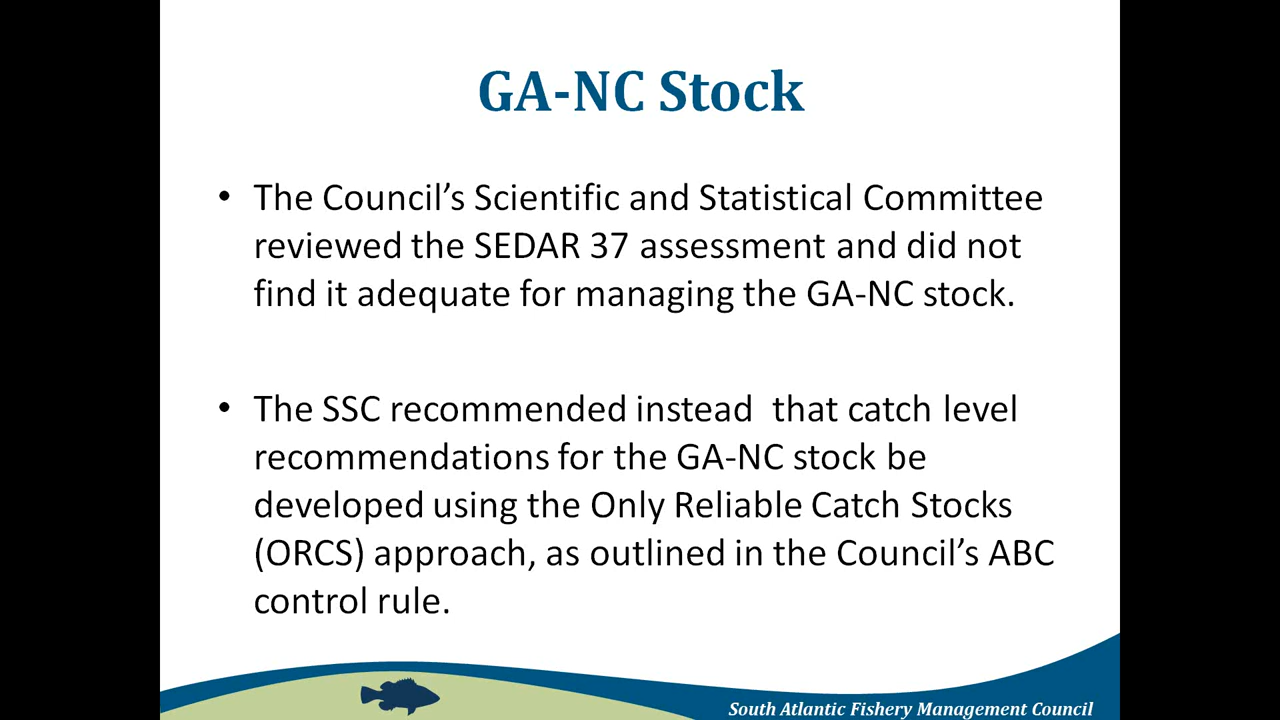 GA-NC Stock
• The Council’s Scientific and Statistical Committee
reviewed the SEDAR 37 assessment and did not
find it adequate for managing the GA-NC stock.
• The SSC recommended instead  that catch level
recommendations for the GA-NC stock be
developed using the Only Reliable Catch Stocks
(ORCS) approach, as outlined in the Council’s ABC
control rule.
South Atlantic Fishery Management Council